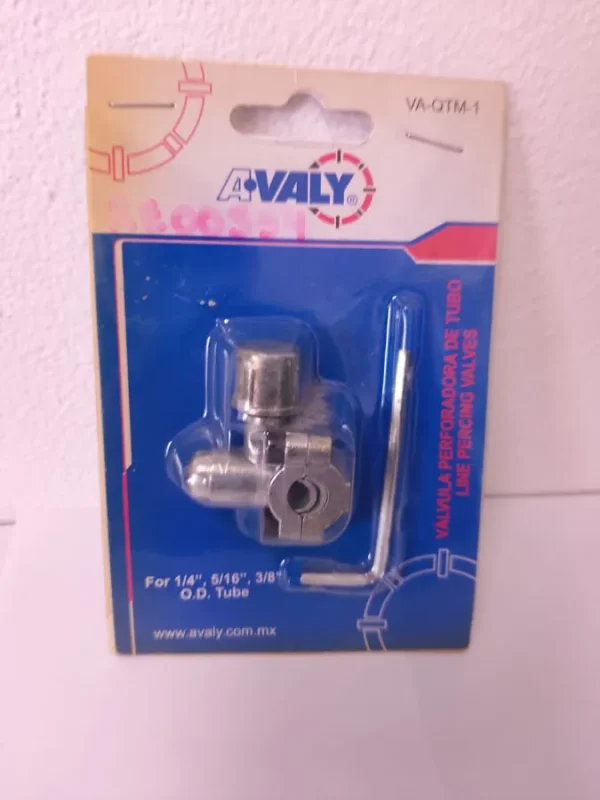 VA-QTM-1
A•VALY®
VÁLVULA PERFORADORA DE TUBO
LINE PERCING VALVES
For 1/4", 5/16", 3/8"
O.D. Tube
www.avaly.com.mx